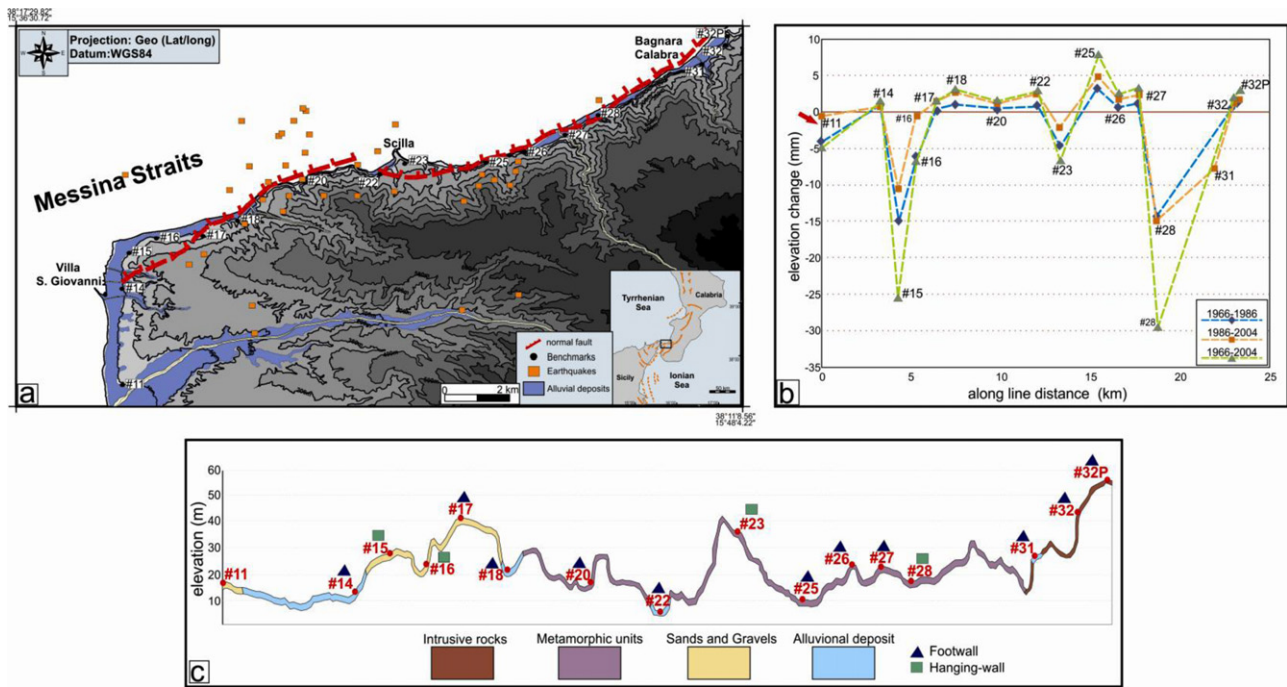 38°17'29.82"
15°36'30.72"
Projection: Geo (Lat/long)
Datum:WGS84
Bagnara
Calabra
#32P
#32
#31
#28
#27
#26
#25
Scilla
#23
#22
#20
#18
#17
#16
#15
Messina Straits
Villa
S. Giovanni
#14
#11
normal fault
Benchmarks
Earthquakes
Alluvial deposits
0 2 km
Tyrrhenian
Sea
Calabria
Sicily
Ionian
Sea
a
38°11'8.56"
15°48'4.22"
elevation change (mm)
10
5
0
-5
-10
-15
-20
-25
-30
-35
#11
#14
#15
#16
#16
#17
#18
#20
#22
#23
#25
#26
#27
#28
#28
#31
#32
#32P
1966-1986
1986-2004
1966-2004
0 5 10 15 20 25
along line distance (km)
b
elevation (m)
60
50
40
30
20
10
#11
#14
#15
#16
#17
#18
#20
#22
#23
#25
#26
#27
#28
#31
#32
#32P
Intrusive rocks
Metamorphic units
Sands and Gravels
Alluvional deposit
Footwall
Hanging-wall
c